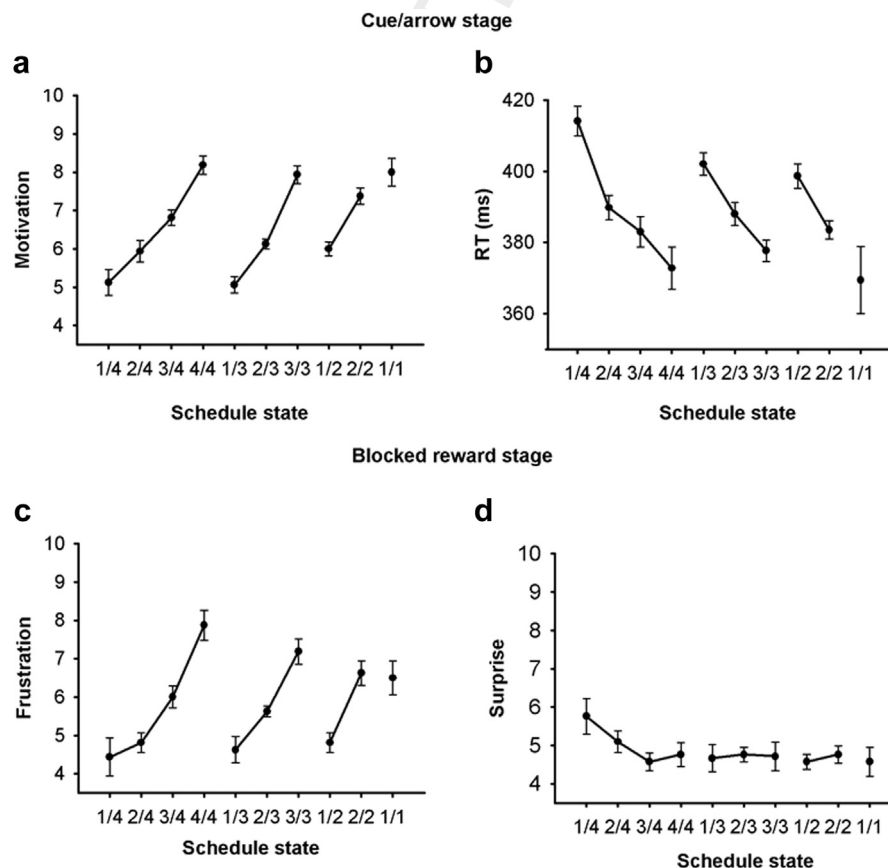 Cue/arrow stage
a
10
9
8
7
6
5
4
Motivation
1/4 2/4 3/4 4/4 1/3 2/3 3/3 1/2 2/2 1/1
Schedule state
b
420
400
380
360
RT (ms)
1/4 2/4 3/4 4/4 1/3 2/3 3/3 1/2 2/2 1/1
Schedule state
Blocked reward stage
c
10
9
8
7
6
5
4
Frustration
1/4 2/4 3/4 4/4 1/3 2/3 3/3 1/2 2/2 1/1
Schedule state
d
10
9
8
7
6
5
4
Surprise
1/4 2/4 3/4 4/4 1/3 2/3 3/3 1/2 2/2 1/1
Schedule state